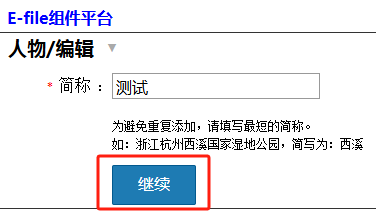 E-file组件平台
人物/编辑 ▼
* 简称 ： 测试
为避免重复添加，请填写最短的简称。
如：浙江杭州西溪国家湿地公园，简写为：西溪
继续